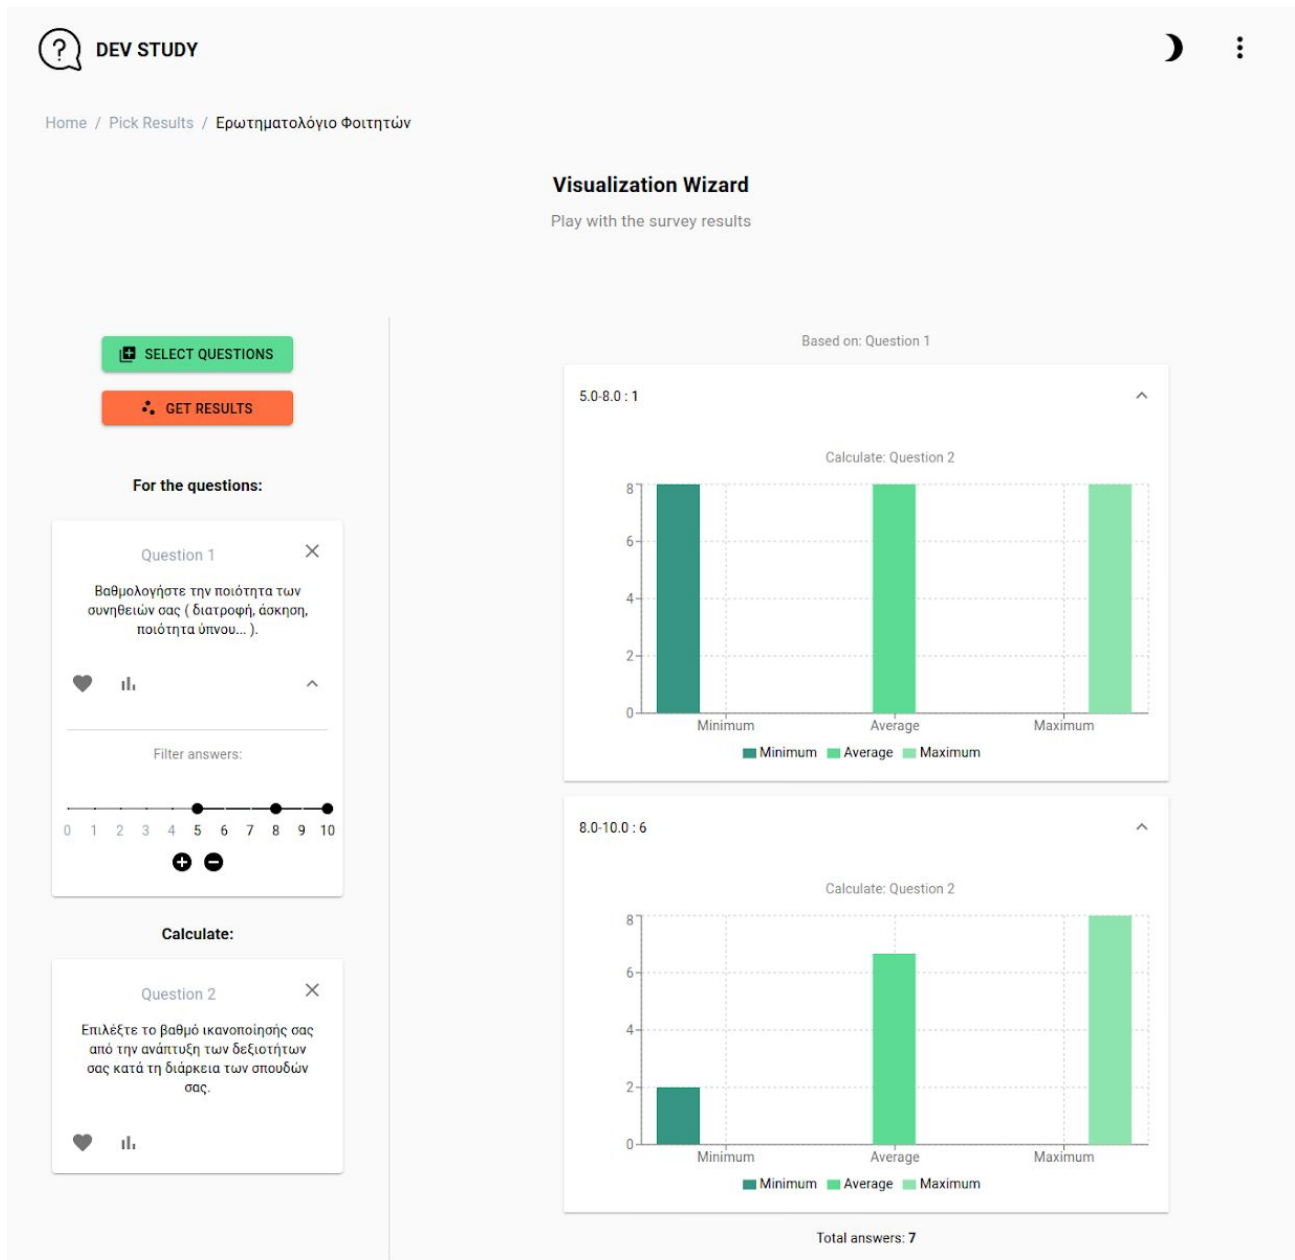 DEV STUDY
Home / Pick Results / Ερωτηματολόγιο Φοιτητών
Visualization Wizard
Play with the survey results
SELECT QUESTIONS
GET RESULTS
For the questions:
Question 1
Βαθμολογήστε την ποιότητα των
συνηθειών σας ( διατροφή, άσκηση,
ποιότητα ύπνου... ).
Filter answers:
0 1 2 3 4 5 6 7 8 9 10
Calculate:
Question 2
Επιλέξτε το βαθμό ικανοποίησής σας
από την ανάπτυξη των δεξιοτήτων
σας κατά τη διάρκεια των σπουδών
σας.
Based on: Question 1
5.0-8.0 : 1
Calculate: Question 2
8
6
4
2
0
Minimum Average Maximum
Minimum Average Maximum
8.0-10.0 : 6
Calculate: Question 2
8
6
4
2
0
Minimum Average Maximum
Minimum Average Maximum
Total answers: 7